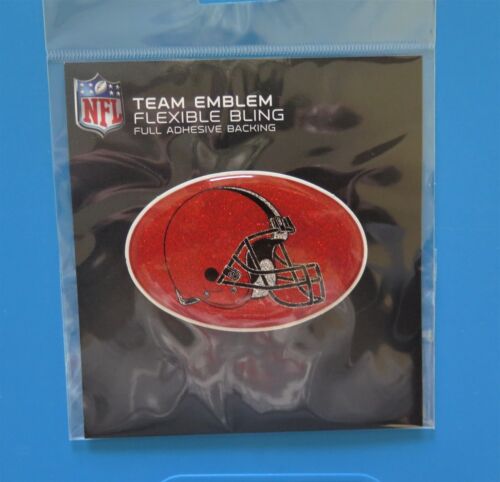 NFL
TEAM EMBLEM
FLEXIBLE BLING
FULL ADHESIVE BACKING